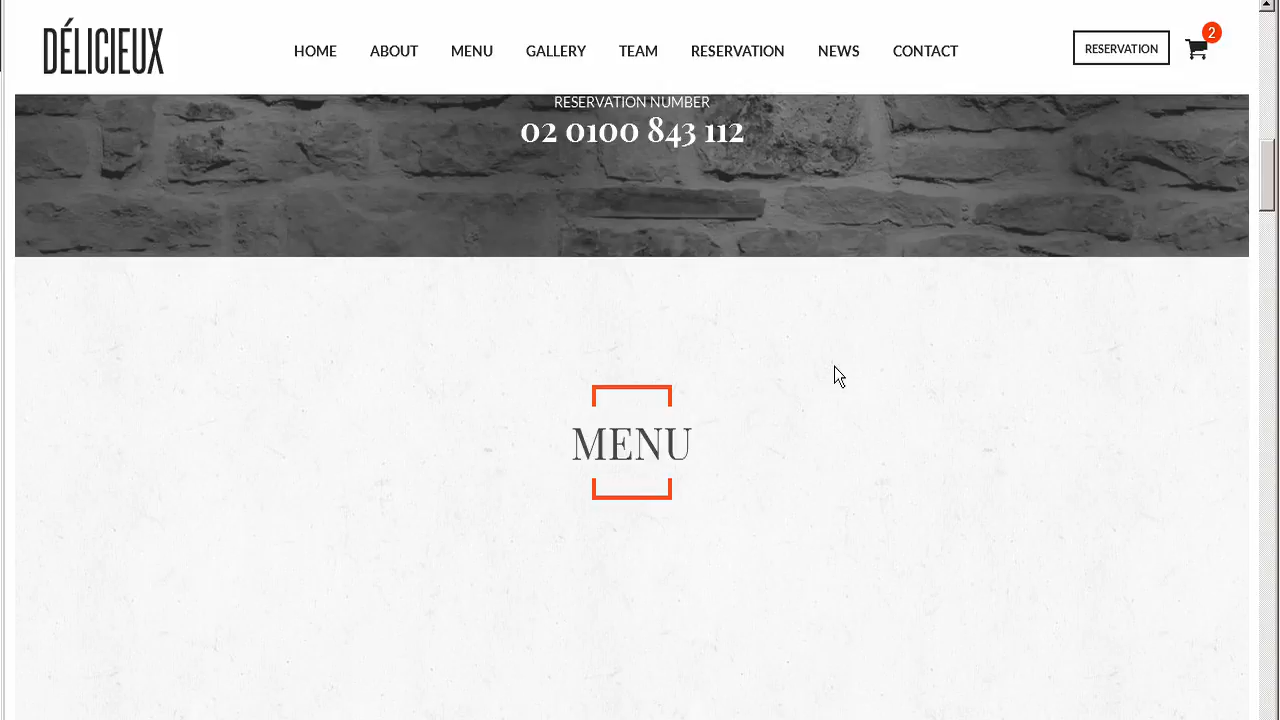 DÉLICIEUX
HOME ABOUT MENU GALLERY TEAM RESERVATION NEWS CONTACT
RESERVATION
2
RESERVATION NUMBER
02 0100 843 112
MENU